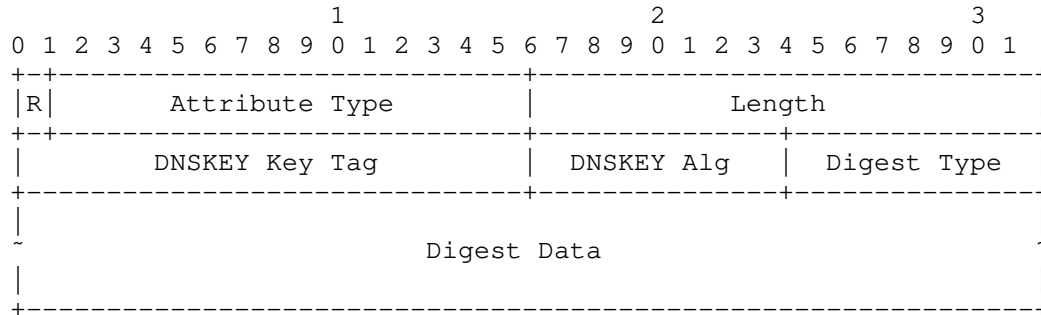 1                   2                   3
 0 1 2 3 4 5 6 7 8 9 0 1 2 3 4 5 6 7 8 9 0 1 2 3 4 5 6 7 8 9 0 1
+-+-----------------------------+-------------------------------
|R|       Attribute Type        |            Length
+-+-----------------------------+---------------+---------------
|        DNSKEY Key Tag         |  DNSKEY Alg   |  Digest Type
+-------------------------------+---------------+---------------
|
~                         Digest Data                          ~
|
+---------------------------------------------------------------